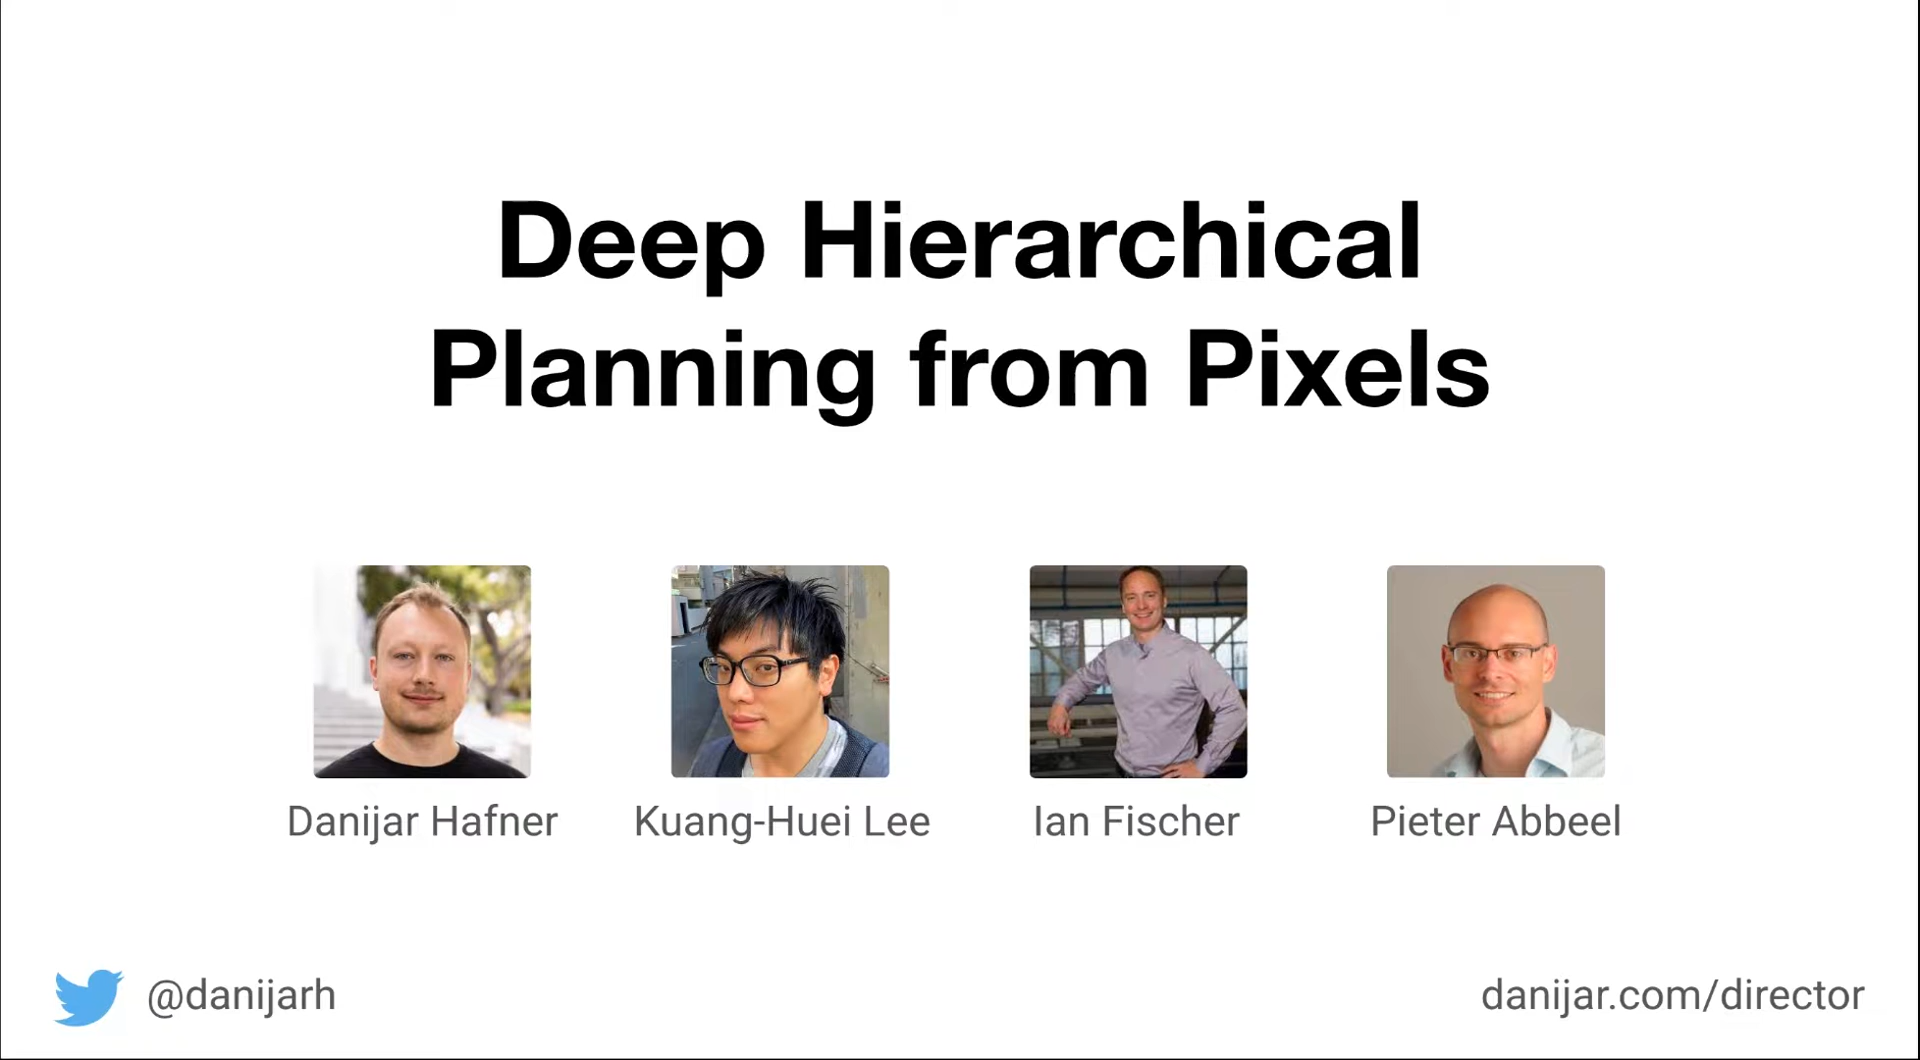 Deep Hierarchical
Planning from Pixels
Danijar Hafner
Kuang-Huei Lee
Ian Fischer
Pieter Abbeel
@danijarh
danijar.com/director